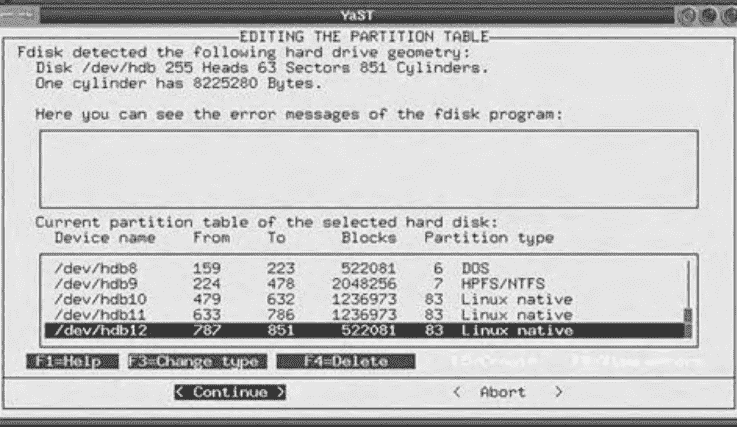 YaST
EDITING THE PARTITION TABLE
Fdisk detected the following hard drive geometry:
Disk /dev/hdb 255 Heads 63 Sectors 851 Cylinders.
One cylinder has 8225280 Bytes.
Here you can see the error messages of the fdisk program:
Current partition table of the selected hard disk:
Device name From To Blocks Partition type
/dev/hdb8 159 223 522081 6 DOS
/dev/hdb9 224 478 2048256 7 HPFS/NTFS
/dev/hdb10 479 632 1236973 83 Linux native
/dev/hdb11 633 786 1236973 83 Linux native
/dev/hdb12 787 851 522081 83 Linux native
F1=Help F3=Change type F4=Delete
< Continue > < Abort >